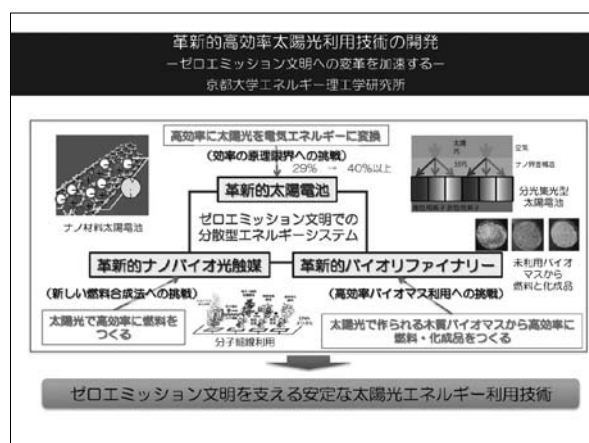 革新的高効率太陽光利用技術の開発
ーゼロエミッション文明への変革を加速するー
京都大学エネルギー理工学研究所
高効率に太陽光を電気エネルギーに変換
(効率の原理限界への挑戦)
29% → 40%以上
革新的太陽電池
ナノ材料太陽電池
太陽光
分光
空気
ナノ界面構造
分光集光型
太陽電池
ゼロエミッション文明での
分散型エネルギーシステム
革新的ナノバイオ光触媒
革新的バイオリファイナリー
未利用バイオ
マスから
燃料と化成品
(新しい燃料合成法への挑戦)
(高効率バイオマス利用への挑戦)
太陽光で高効率に燃料を
つくる
分子組織利用
太陽光で作られる木質バイオマスから高効率に
燃料・化成品をつくる
ゼロエミッション文明を支える安定な太陽光エネルギー利用技術